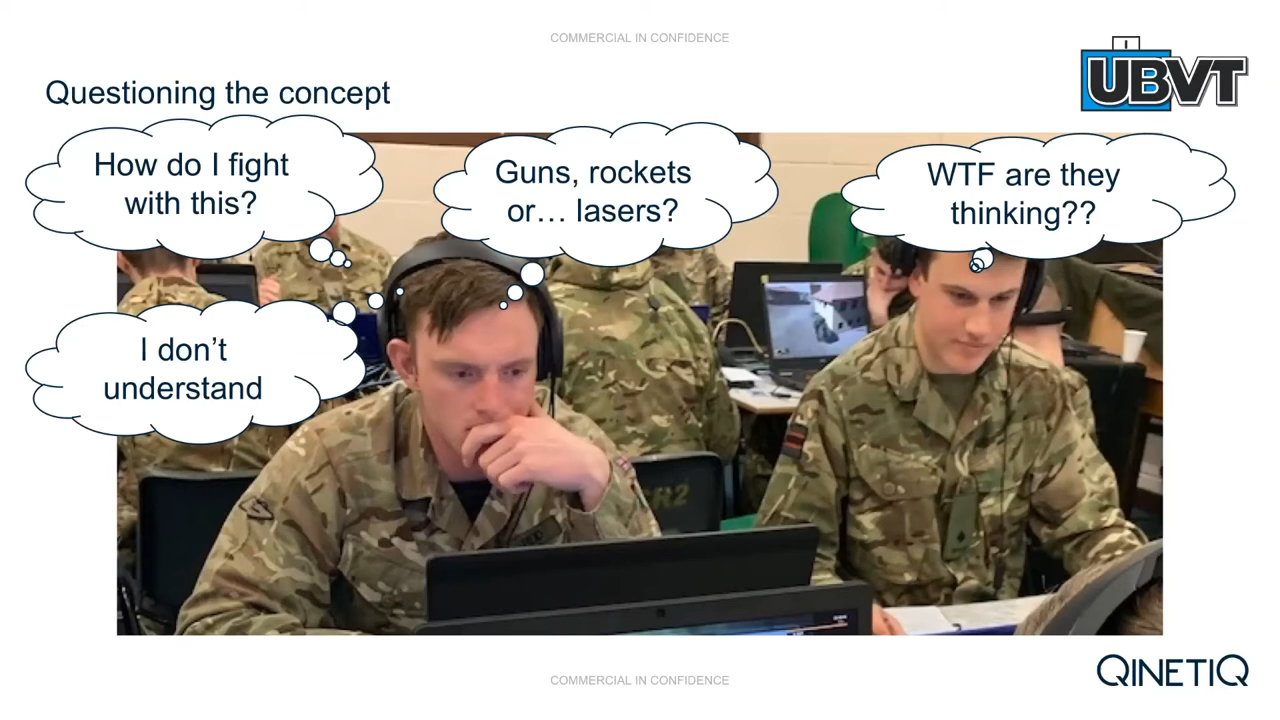 COMMERCIAL IN CONFIDENCE
UBVT
Questioning the concept
How do I fight
with this?
Guns, rockets
or… lasers?
WTF are they
thinking??
I don’t
understand
QINETIQ
COMMERCIAL IN CONFIDENCE